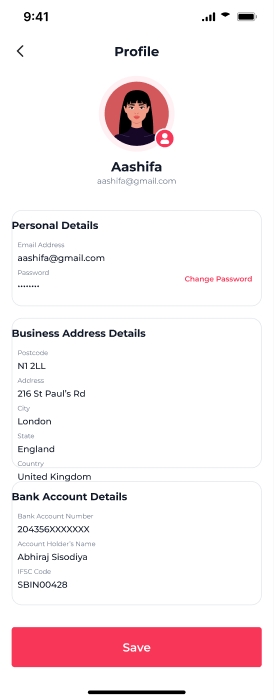 9:41
Profile
Aashifa
aashifa@gmail.com
Personal Details
Email Address
aashifa@gmail.com
Password
········
Change Password
Business Address Details
Postcode
N1 2LL
Address
216 St Paul's Rd
City
London
State
England
Country
United Kingdom
Bank Account Details
Bank Account Number
204356XXXXXXX
Account Holder's Name
Abhiraj Sisodiya
IFSC Code
SBIN00428
Save